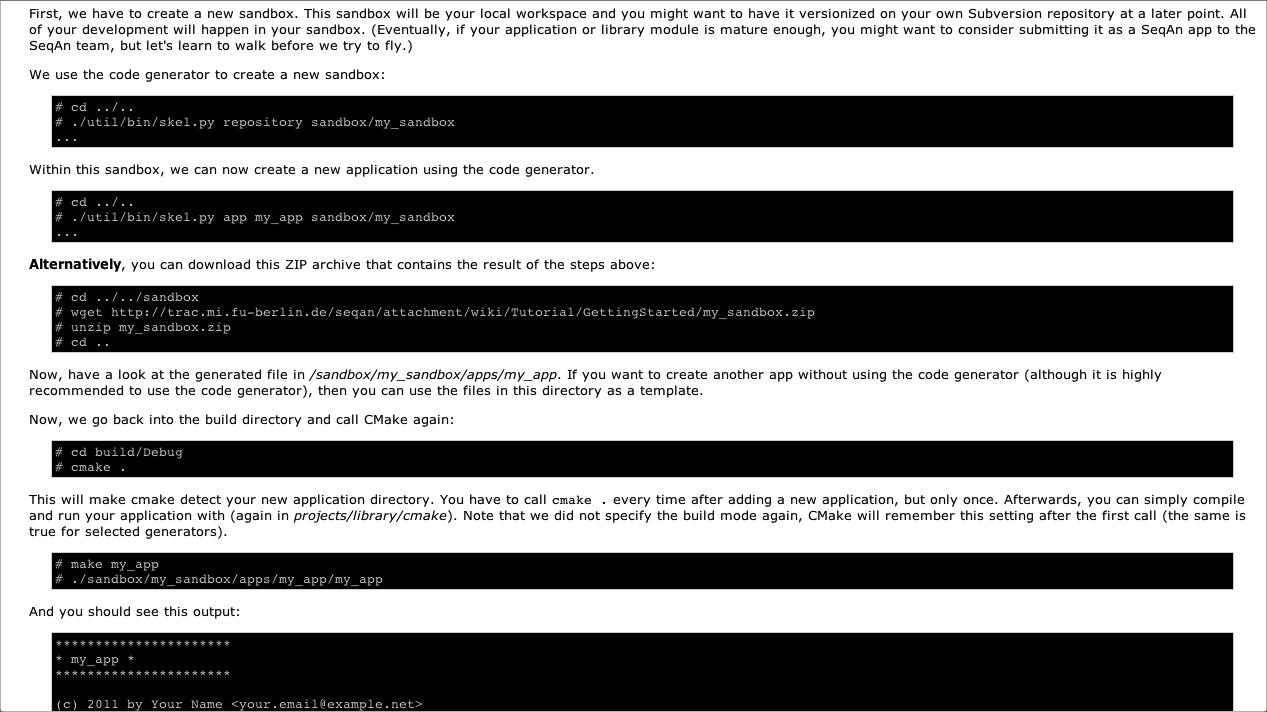 First, we have to create a new sandbox. This sandbox will be your local workspace and you might want to have it versionized on your own Subversion repository at a later point. All
of your development will happen in your sandbox. (Eventually, if your application or library module is mature enough, you might want to consider submitting it as a SeqAn app to the
SeqAn team, but let's learn to walk before we try to fly.)
We use the code generator to create a new sandbox:
# cd ../..
# ./util/bin/skel.py repository sandbox/my_sandbox
...
Within this sandbox, we can now create a new application using the code generator.
# cd ../..
# ./util/bin/skel.py app my_app sandbox/my_sandbox
...
Alternatively, you can download this ZIP archive that contains the result of the steps above:
# cd ../../sandbox
# wget http://trac.mi.fu-berlin.de/seqan/attachment/wiki/Tutorial/GettingStarted/my_sandbox.zip
# unzip my_sandbox.zip
# cd ..
Now, have a look at the generated file in /sandbox/my_sandbox/apps/my_app. If you want to create another app without using the code generator (although it is highly
recommended to use the code generator), then you can use the files in this directory as a template.
Now, we go back into the build directory and call CMake again:
# cd build/Debug
# cmake .
This will make cmake detect your new application directory. You have to call cmake . every time after adding a new application, but only once. Afterwards, you can simply compile
and run your application with (again in projects/library/cmake). Note that we did not specify the build mode again, CMake will remember this setting after the first call (the same is
true for selected generators).
# make my_app
# ./sandbox/my_sandbox/apps/my_app/my_app
And you should see this output:
**********************
* my_app *
**********************
(c) 2011 by Your Name <your.email@example.net>